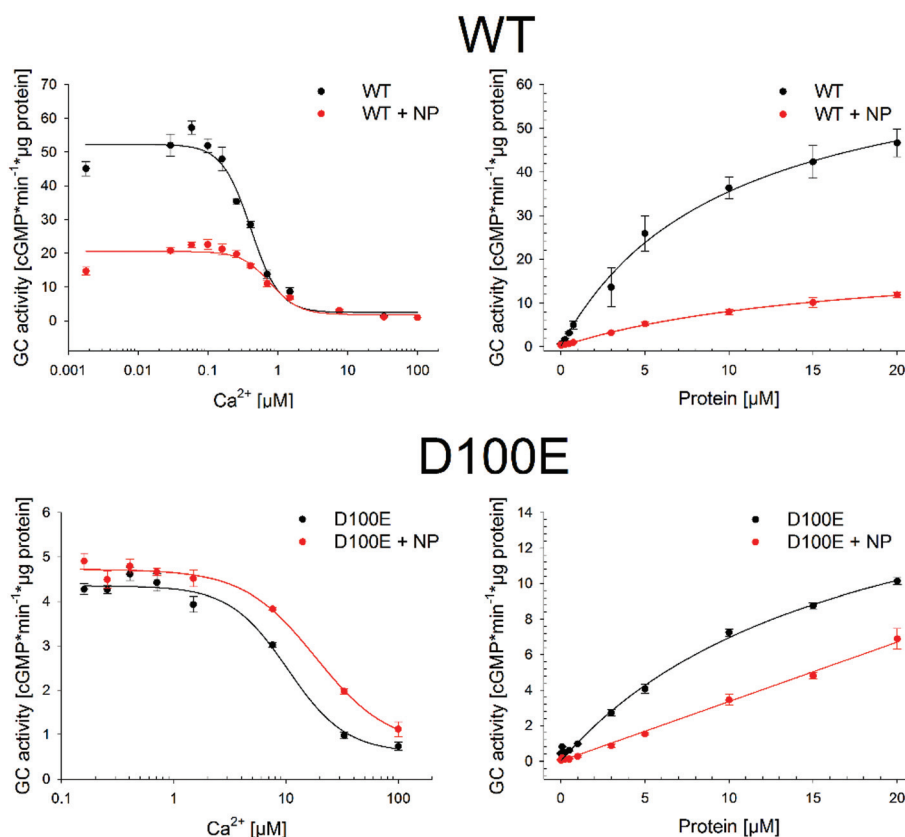 WT
GC activity [cGMP*min⁻¹*µg protein]
70
60
50
40
30
20
10
0
WT
WT + NP
0.001
0.1
10
100
Ca²⁺ [µM]
GC activity [cGMP*min⁻¹*µg protein]
60
50
40
30
20
10
0
WT
WT + NP
0
5
10
15
20
Protein [µM]
D100E
GC activity [cGMP*min⁻¹*µg protein]
6
5
4
3
2
1
0
D100E
D100E + NP
0.1
1
10
100
Ca²⁺ [µM]
GC activity [cGMP*min⁻¹*µg protein]
14
12
10
8
6
4
2
0
D100E
D100E + NP
0
5
10
15
20
Protein [µM]